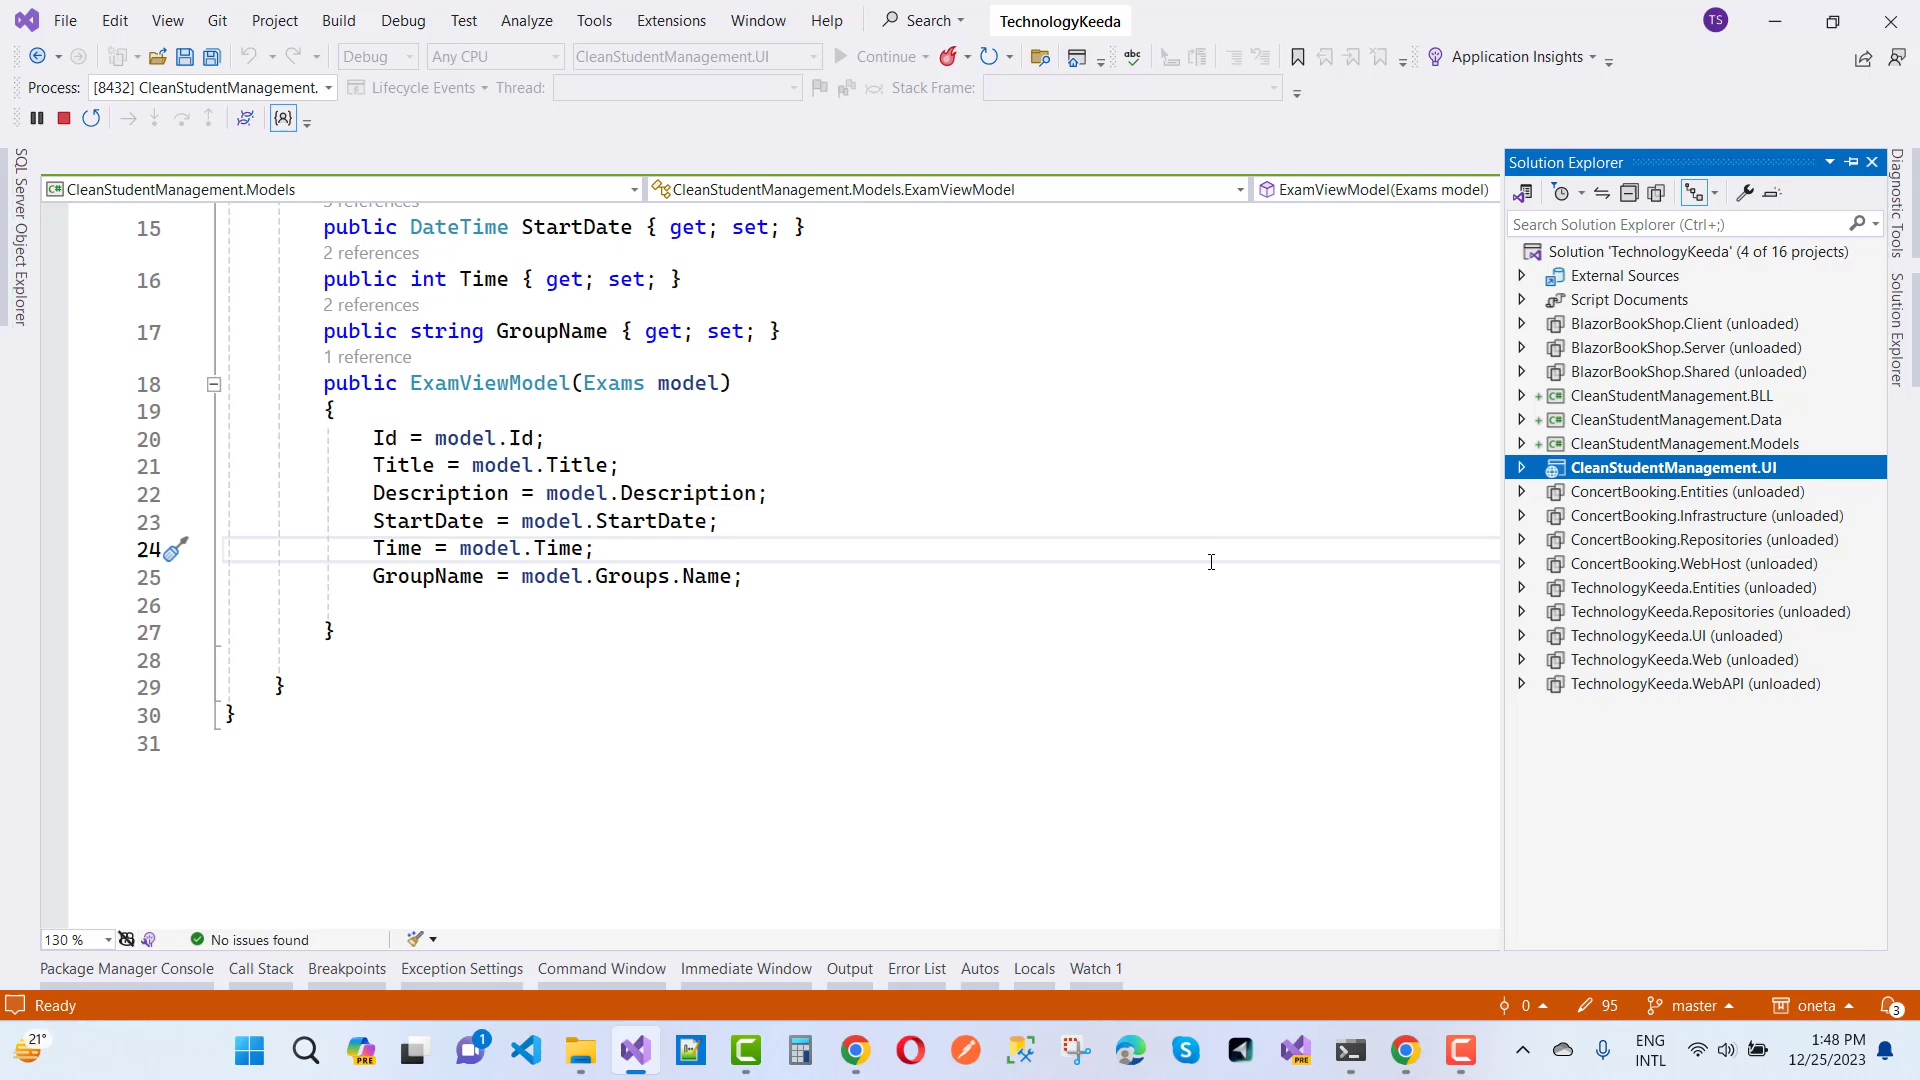 File Edit View Git Project Build Debug Test Analyze Tools Extensions Window Help Search TechnologyKeeda TS
Debug Any CPU CleanStudentManagement.UI Continue abc Application Insights
Process: [8432] CleanStudentManagement. Lifecycle Events Thread: Stack Frame:
SQL Server Object Explorer
CleanStudentManagement.Models CleanStudentManagement.Models.ExamViewModel ExamViewModel(Exams model)
15 public DateTime StartDate { get; set; }
2 references
16 public int Time { get; set; }
2 references
17 public string GroupName { get; set; }
1 reference
18 public ExamViewModel(Exams model)
19 {
20 Id = model.Id;
21 Title = model.Title;
22 Description = model.Description;
23 StartDate = model.StartDate;
24 Time = model.Time;
25 GroupName = model.Groups.Name;
26
27 }
28
29 }
30 }
31
130 % No issues found
Solution Explorer
Search Solution Explorer (Ctrl+;)
Solution 'TechnologyKeeda' (4 of 16 projects)
External Sources
Script Documents
BlazorBookShop.Client (unloaded)
BlazorBookShop.Server (unloaded)
BlazorBookShop.Shared (unloaded)
CleanStudentManagement.BLL
CleanStudentManagement.Data
CleanStudentManagement.Models
CleanStudentManagement.UI
ConcertBooking.Entities (unloaded)
ConcertBooking.Infrastructure (unloaded)
ConcertBooking.Repositories (unloaded)
ConcertBooking.WebHost (unloaded)
TechnologyKeeda.Entities (unloaded)
TechnologyKeeda.Repositories (unloaded)
TechnologyKeeda.UI (unloaded)
TechnologyKeeda.Web (unloaded)
TechnologyKeeda.WebAPI (unloaded)
Diagnostic Tools
Solution Explorer
Package Manager Console Call Stack Breakpoints Exception Settings Command Window Immediate Window Output Error List Autos Locals Watch 1
Ready 0 95 master oneta 3
21° PRE 1 PRE ENG INTL 1:48 PM 12/25/2023